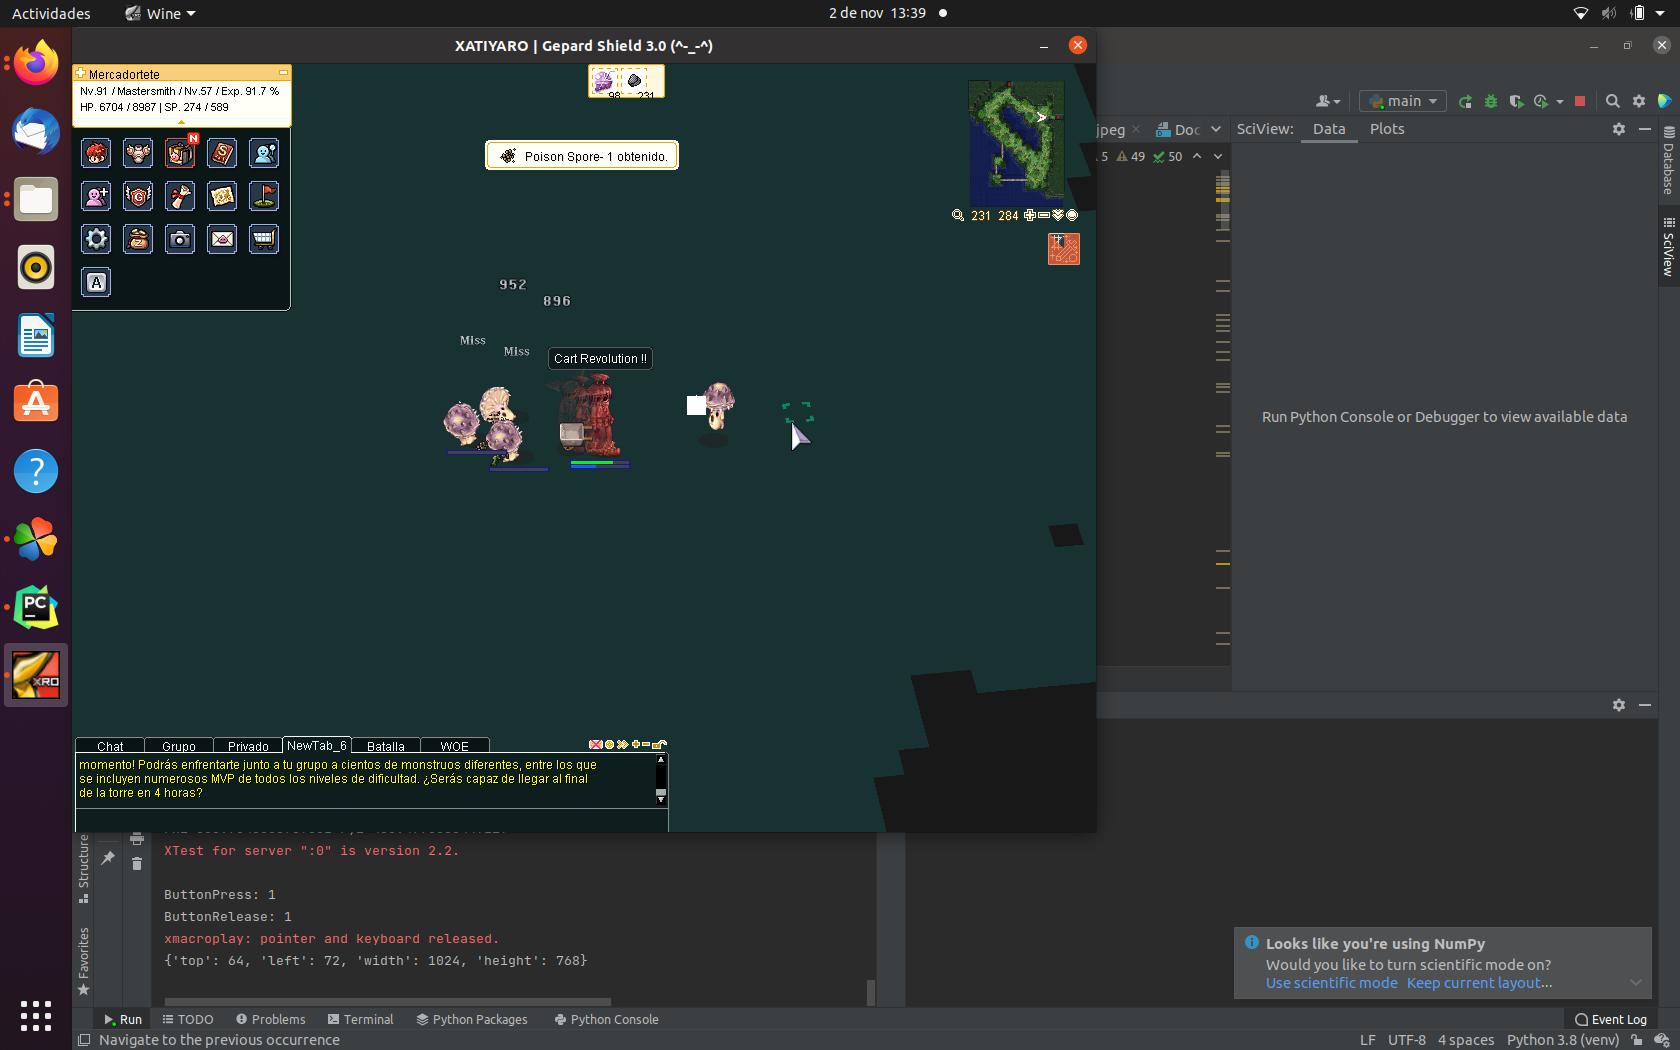 Actividades
Wine
2 de nov 13:39
XATIYARO | Gepard Shield 3.0 (^-_-^)
Mercadortete
Nv.91 / Mastersmith / Nv.57 / Exp. 91.7 %
HP. 6704 / 8987 | SP. 274 / 589
N
A
98
231
Poison Spore- 1 obtenido.
231 284
952
896
Miss
Miss
Cart Revolution !!
Chat
Grupo
Privado
NewTab_6
Batalla
WOE
momento! Podrás enfrentarte junto a tu grupo a cientos de monstruos diferentes, entre los que
se incluyen numerosos MVP de todos los niveles de dificultad. ¿Serás capaz de llegar al final
de la torre en 4 horas?
main
jpeg
Doc
SciView:
Data
Plots
5
49
50
Database
SciView
Run Python Console or Debugger to view available data
PC
XRO
Structure
Favorites
XTest for server ":0" is version 2.2.
ButtonPress: 1
ButtonRelease: 1
xmacroplay: pointer and keyboard released.
{'top': 64, 'left': 72, 'width': 1024, 'height': 768}
Looks like you're using NumPy
Would you like to turn scientific mode on?
Use scientific mode
Keep current layout...
Run
TODO
Problems
Terminal
Python Packages
Python Console
Event Log
Navigate to the previous occurrence
LF
UTF-8
4 spaces
Python 3.8 (venv)